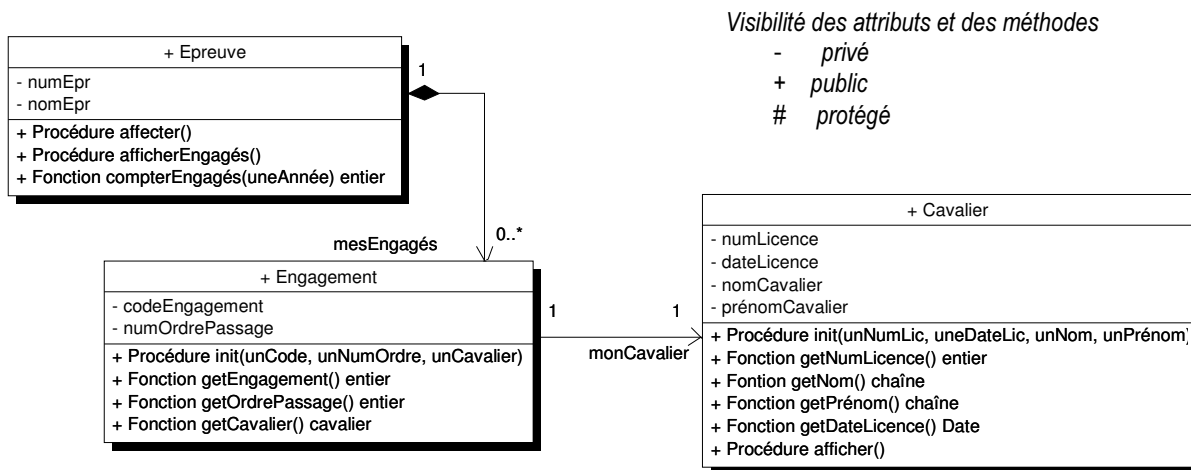 Visibilité des attributs et des méthodes
- privé
+ public
# protégé
+ Epreuve
- numEpr
- nomEpr
+ Procédure affecter()
+ Procédure afficherEngagés()
+ Fonction compterEngagés(uneAnnée) entier
1
0..*
mesEngagés
+ Engagement
- codeEngagement
- numOrdrePassage
+ Procédure init(unCode, unNumOrdre, unCavalier)
+ Fonction getEngagement() entier
+ Fonction getOrdrePassage() entier
+ Fonction getCavalier() cavalier
1
1
monCavalier
+ Cavalier
- numLicence
- dateLicence
- nomCavalier
- prénomCavalier
+ Procédure init(unNumLic, uneDateLic, unNom, unPrénom)
+ Fonction getNumLicence() entier
+ Fontion getNom() chaîne
+ Fonction getPrénom() chaîne
+ Fonction getDateLicence() Date
+ Procédure afficher()